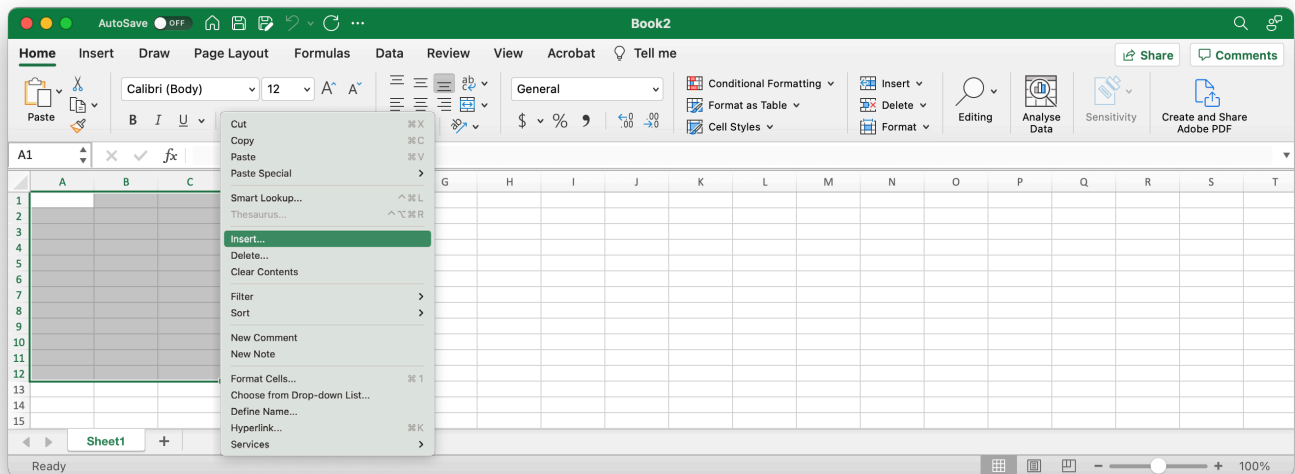 AutoSave OFF Book2
Home Insert Draw Page Layout Formulas Data Review View Acrobat Tell me Share Comments
Paste
Calibri (Body) 12 A A
B I U
ab
c
General
$ % 9
.00
.00
Conditional Formatting
Format as Table
Cell Styles
Insert
Delete
Format
Editing
Analyse
Data
Sensitivity
Create and Share
Adobe PDF
A1 fx
A B C G H I J K L M N O P Q R S T
1
2
3
4
5
6
7
8
9
10
11
12
13
14
15
Cut ⌘X
Copy ⌘C
Paste ⌘V
Paste Special
Smart Lookup... ^⌘L
Thesaurus... ^⌥⌘R
Insert...
Delete...
Clear Contents
Filter
Sort
New Comment
New Note
Format Cells... ⌘1
Choose from Drop-down List...
Define Name...
Hyperlink... ⌘K
Services
Sheet1 +
Ready − + 100%